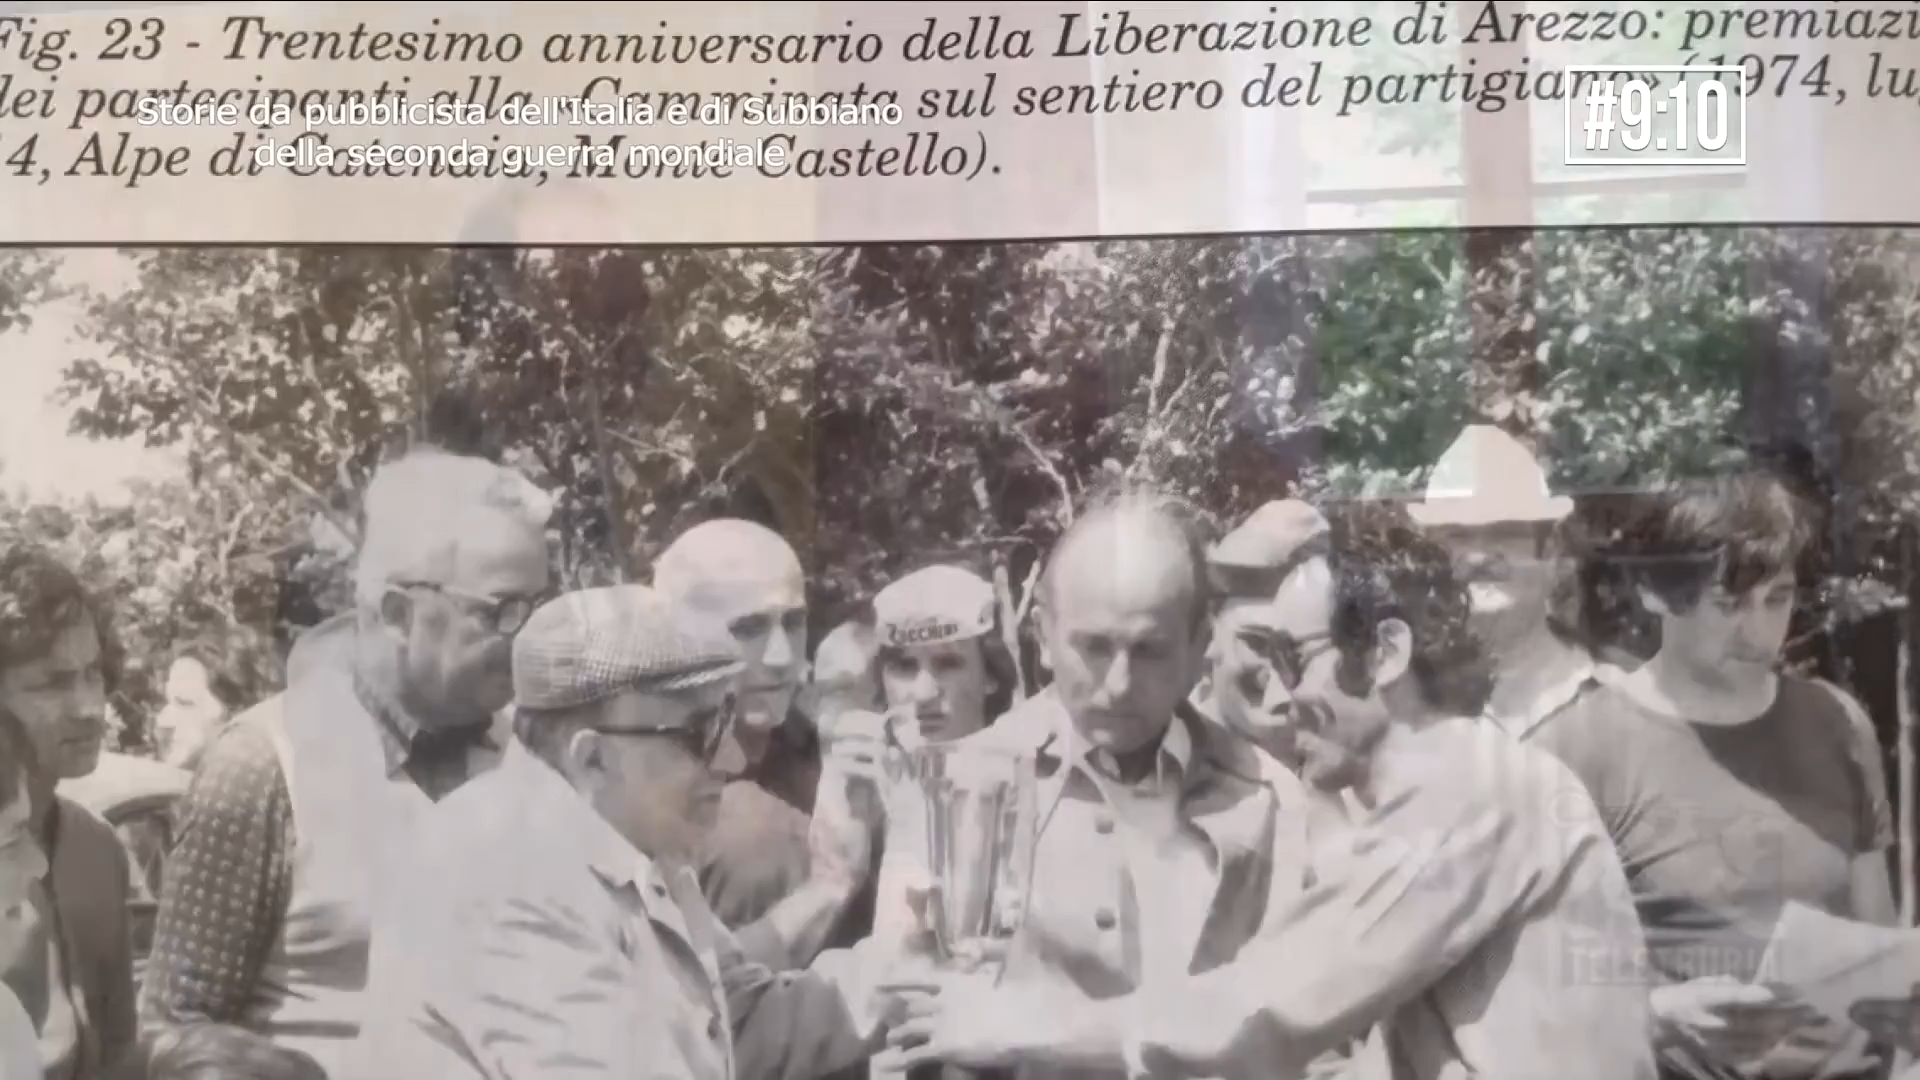 Fig. 23 - Trentesimo anniversario della Liberazione di Arezzo: premiazi
dei partecipanti alla «Camminata sul sentiero del partigiano» (1974, lu
4, Alpe di Catenaia, Monte Castello).
Storie da pubblicista dell'Italia e di Subbiano
della seconda guerra mondiale
#9:10
ZUCCHINI
TELETRURIA